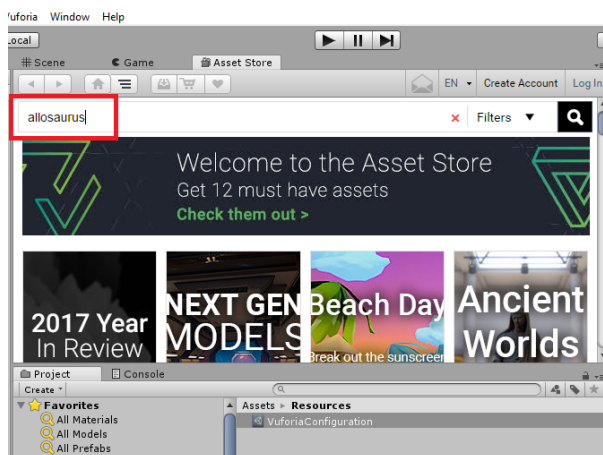 Vuforia Window Help
Local
Scene Game Asset Store
EN Create Account Log In
allosaurus Filters
Welcome to the Asset Store
Get 12 must have assets
Check them out >
2017 Year
In Review
NEXT GEN
MODELS
Beach Day
Break out the sunscreen
Ancient
Worlds
Project Console
Create
Favorites
All Materials
All Models
All Prefabs
Assets ▸ Resources
VuforiaConfiguration